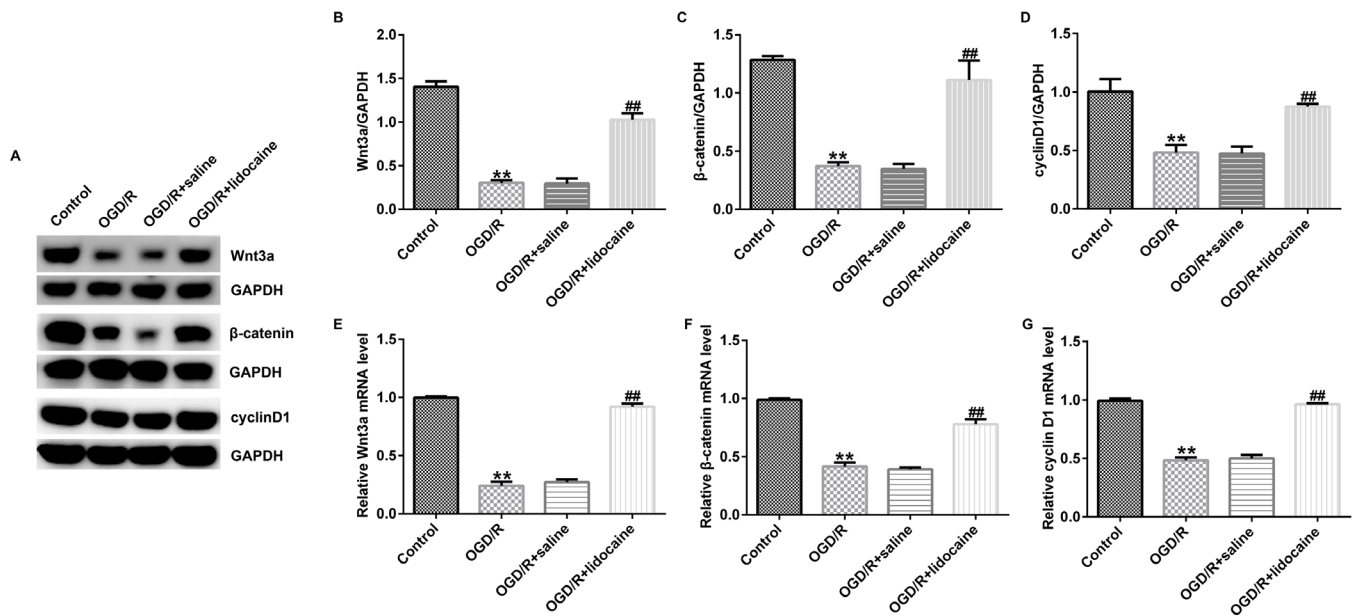 A
Control
OGD/R
OGD/R+saline
OGD/R+lidocaine
Wnt3a
GAPDH
β-catenin
GAPDH
cyclinD1
GAPDH
B
Wnt3a/GAPDH
2.0
1.5
1.0
0.5
0.0
**
##
Control
OGD/R
OGD/R+saline
OGD/R+lidocaine
C
β-catenin/GAPDH
1.5
1.0
0.5
0.0
**
##
Control
OGD/R
OGD/R+saline
OGD/R+lidocaine
D
cyclinD1/GAPDH
1.5
1.0
0.5
0.0
**
##
Control
OGD/R
OGD/R+saline
OGD/R+lidocaine
E
Relative Wnt3a mRNA level
1.5
1.0
0.5
0.0
**
##
Control
OGD/R
OGD/R+saline
OGD/R+lidocaine
F
Relative β-catenin mRNA level
1.5
1.0
0.5
0.0
**
##
Control
OGD/R
OGD/R+saline
OGD/R+lidocaine
G
Relative cyclin D1 mRNA level
1.5
1.0
0.5
0.0
**
##
Control
OGD/R
OGD/R+saline
OGD/R+lidocaine